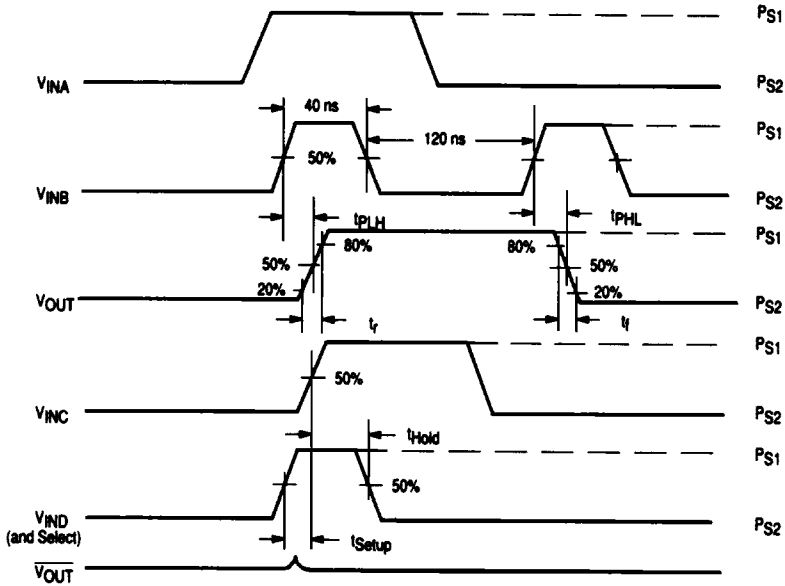 PS1
VINA
PS2
40 ns
PS1
120 ns
50%
VINB
PS2
tPLH
tPHL
PS1
80%
80%
50%
50%
20%
20%
VOUT
PS2
tr
tf
PS1
50%
VINC
PS2
tHold
PS1
50%
VIND
(and Select)
PS2
tSetup
VOUT